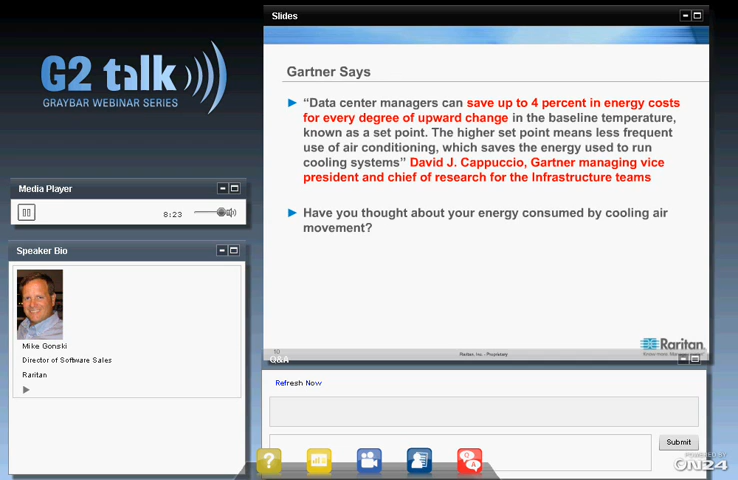 G2 talk
GRAYBAR WEBINAR SERIES
Media Player
8:23
Speaker Bio
Mike Gonski
Director of Software Sales
Raritan
Slides
Gartner Says
“Data center managers can save up to 4 percent in energy costs
for every degree of upward change in the baseline temperature,
known as a set point. The higher set point means less frequent
use of air conditioning, which saves the energy used to run
cooling systems” David J. Cappuccio, Gartner managing vice
president and chief of research for the Infrastructure teams
Have you thought about your energy consumed by cooling air
movement?
10
Raritan, Inc. - Proprietary
Raritan.
Q&A
Refresh Now
Submit
?
Q
A
POWERED BY
ON24